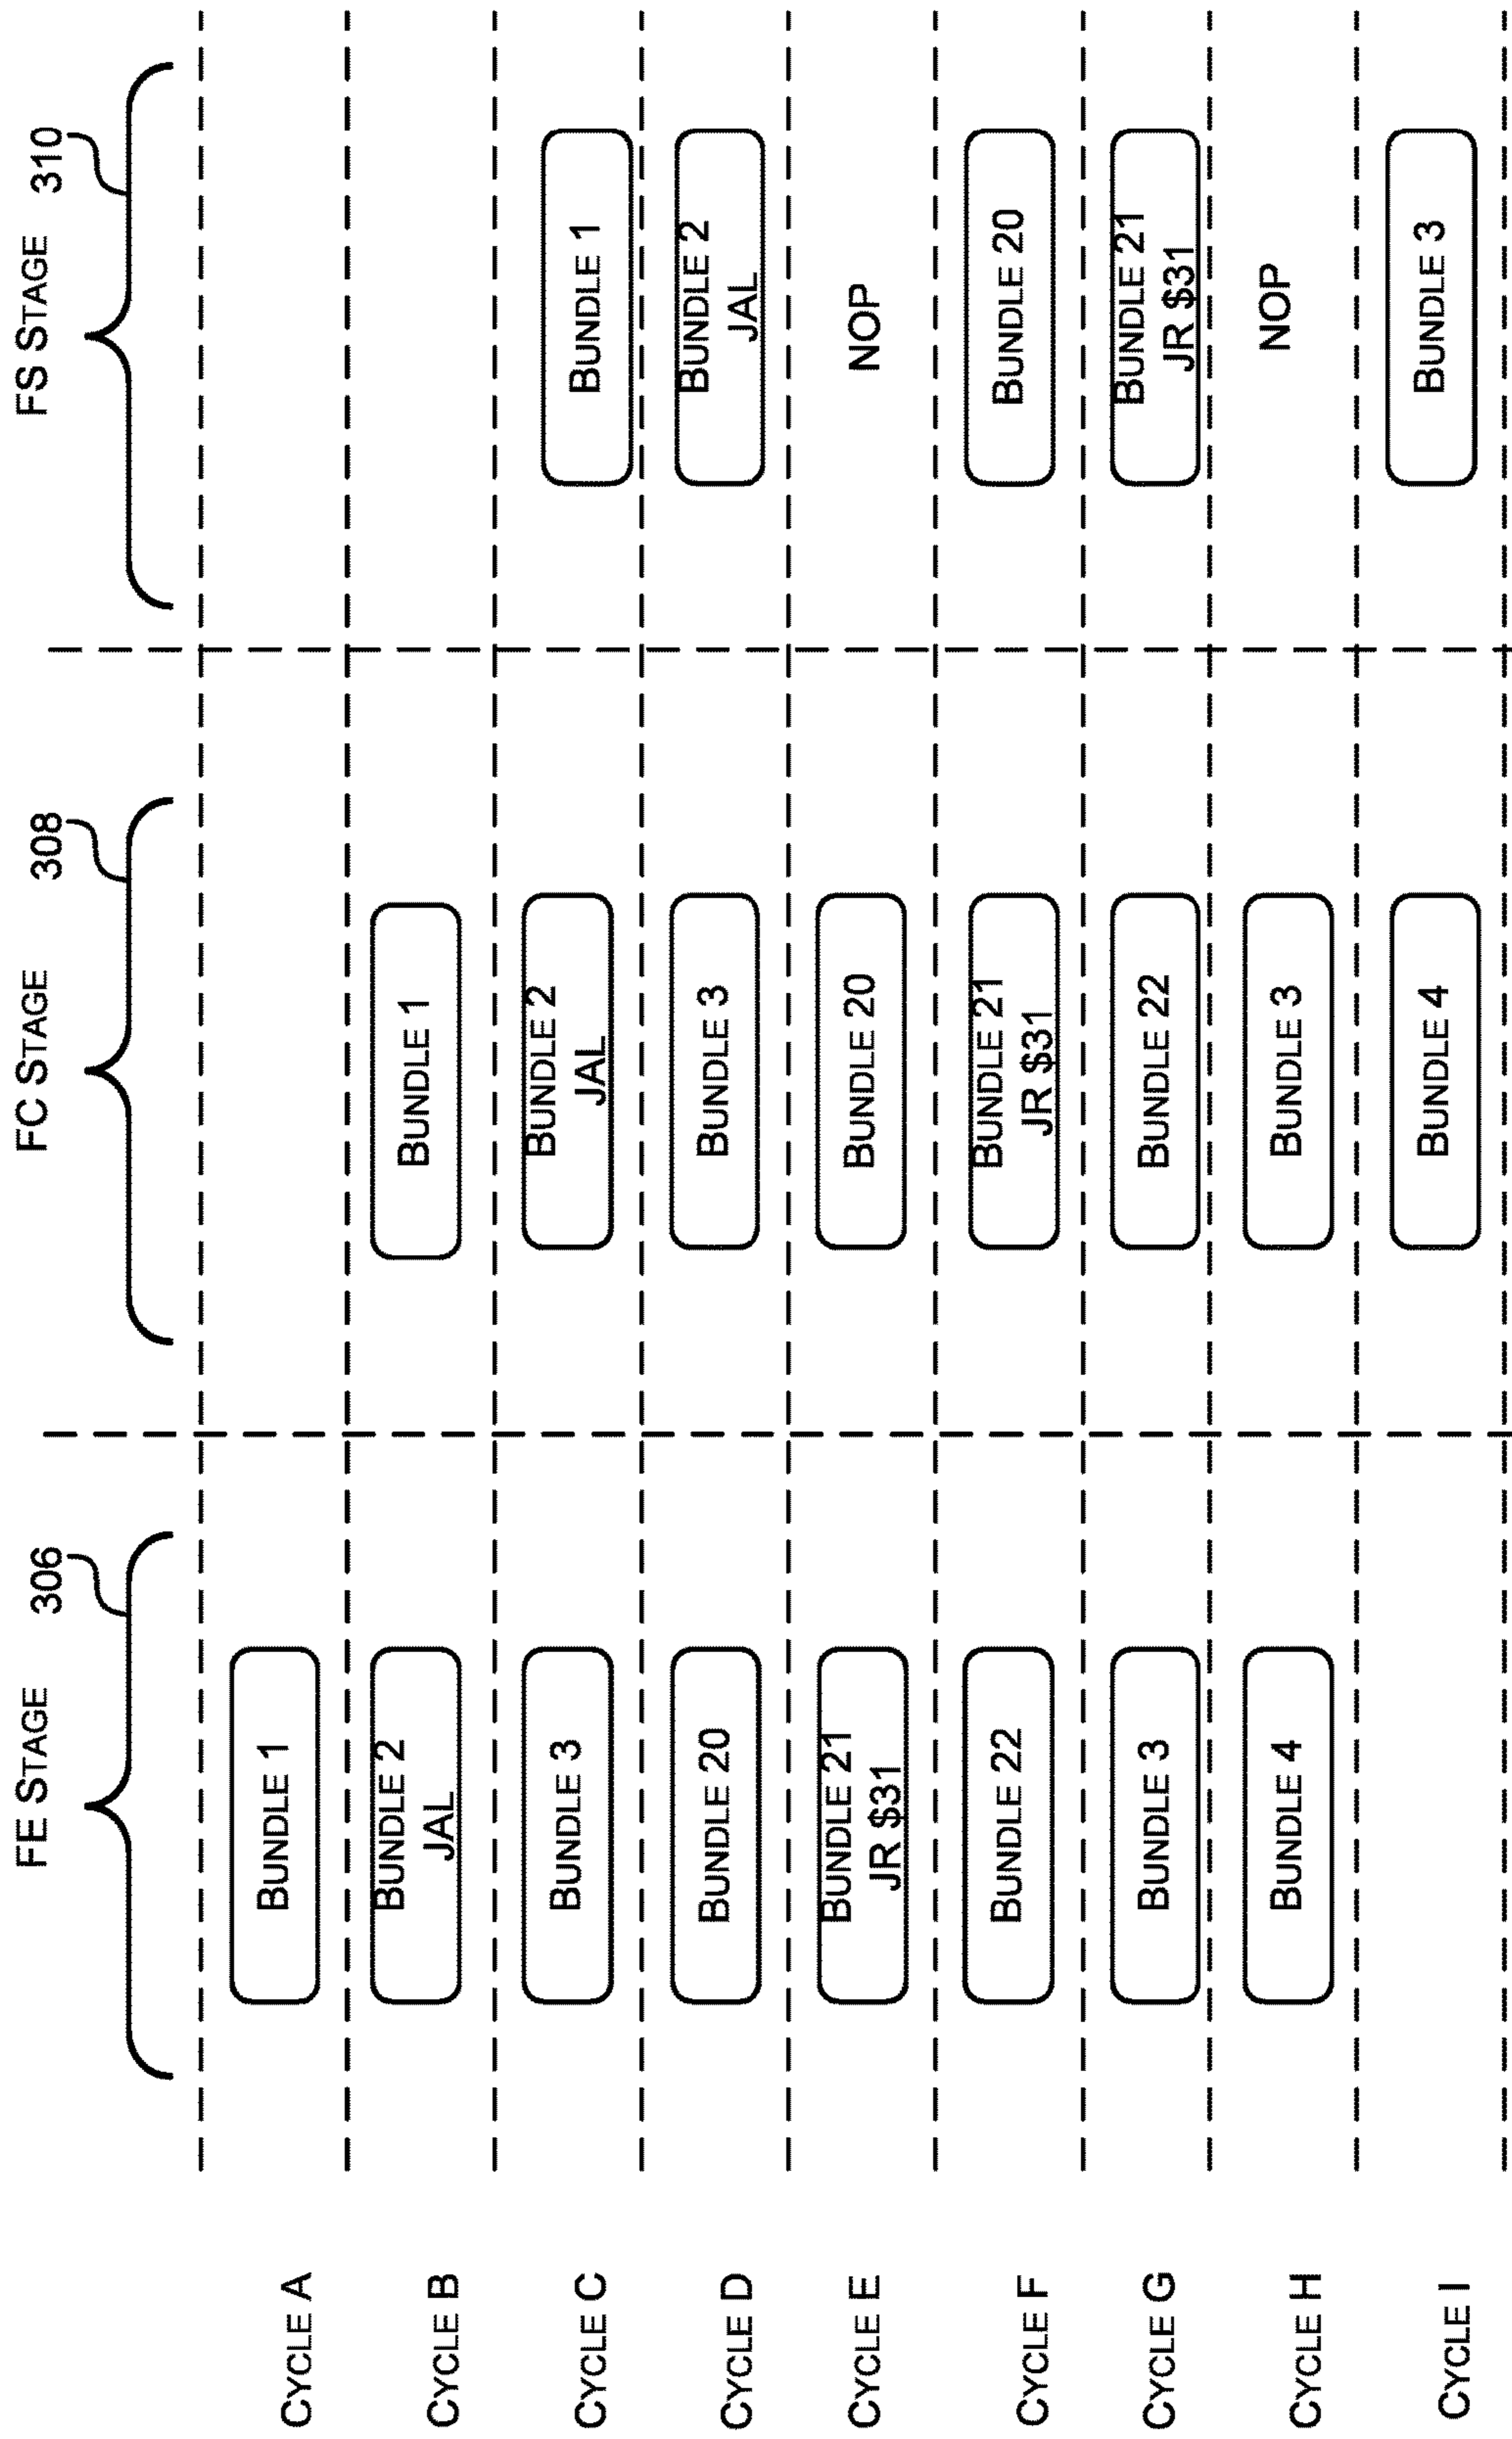 FE STAGE 306
FC STAGE 308
FS STAGE 310
CYCLE A
BUNDLE 1
CYCLE B
BUNDLE 2
JAL
BUNDLE 1
CYCLE C
BUNDLE 3
BUNDLE 2
JAL
BUNDLE 1
CYCLE D
BUNDLE 20
BUNDLE 3
BUNDLE 2
JAL
CYCLE E
BUNDLE 21
JR $31
BUNDLE 20
NOP
CYCLE F
BUNDLE 22
BUNDLE 21
JR $31
BUNDLE 20
CYCLE G
BUNDLE 3
BUNDLE 22
BUNDLE 21
JR $31
CYCLE H
BUNDLE 4
BUNDLE 3
NOP
CYCLE I
BUNDLE 4
BUNDLE 3